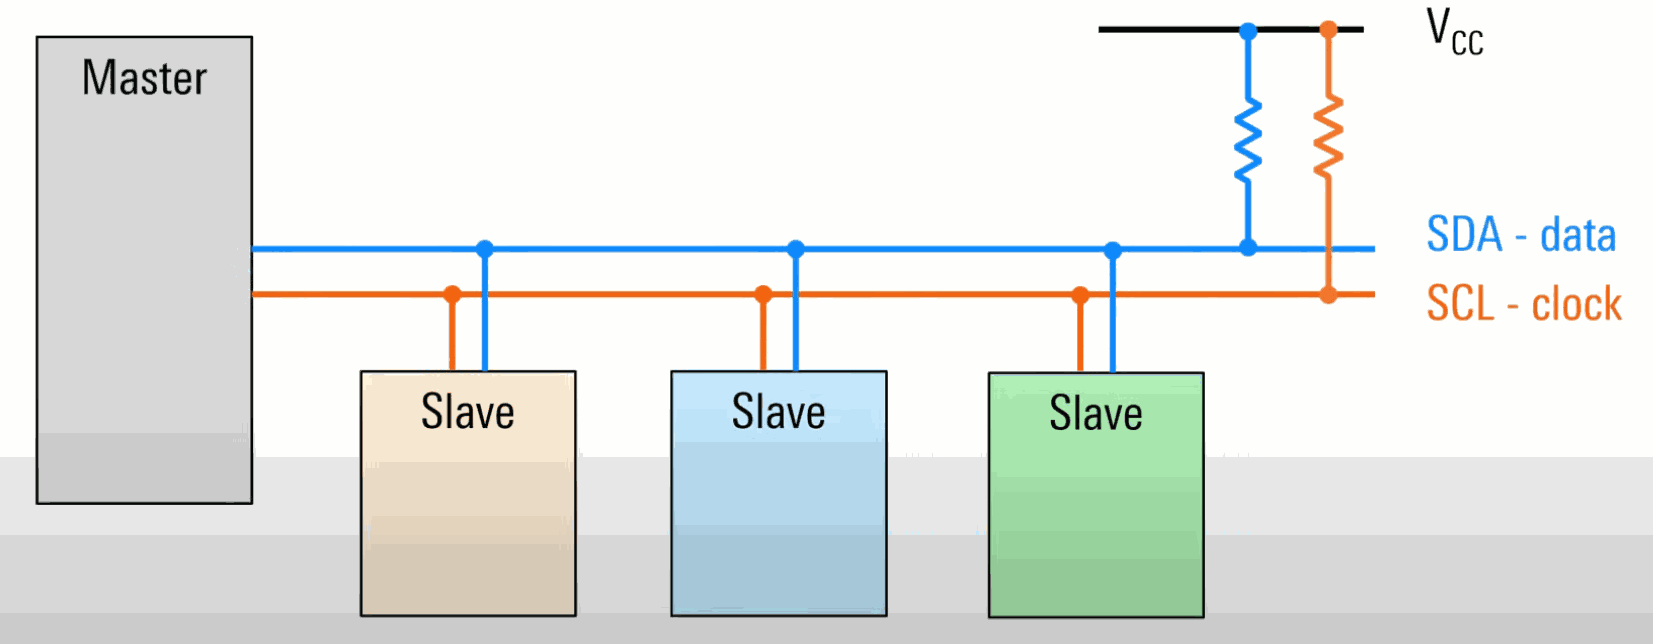 Master
VCC
SDA - data
SCL - clock
Slave
Slave
Slave